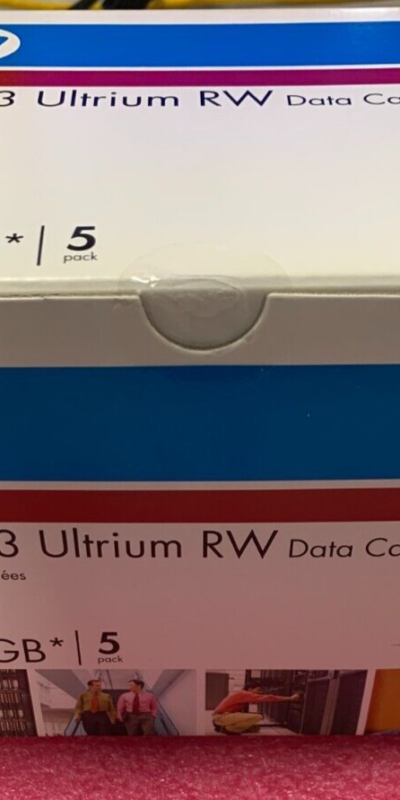 3 Ultrium RW Data Ca
* | 5
pack
3 Ultrium RW Data Ca
ées
GB* | 5
pack